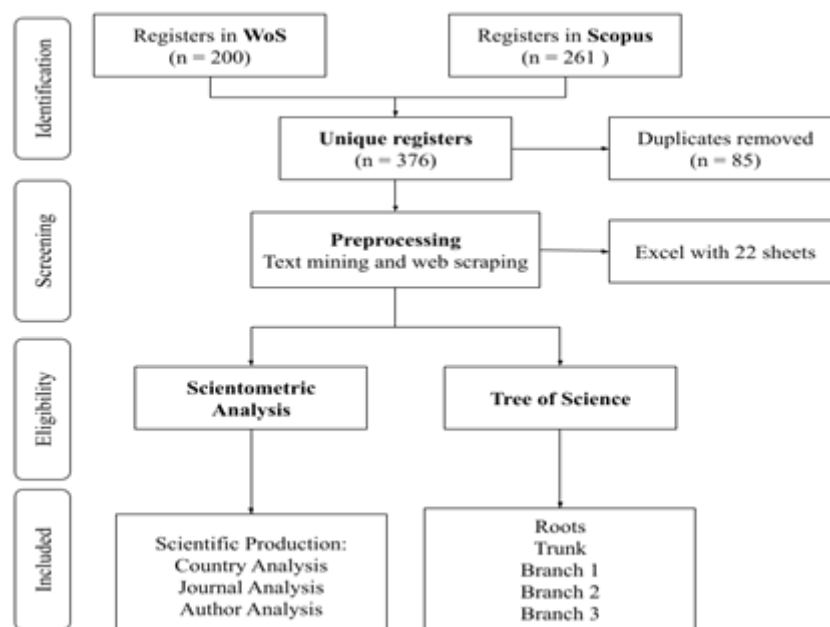 Identification
Registers in WoS
(n = 200)
Registers in Scopus
(n = 261 )
Unique registers
(n = 376)
Duplicates removed
(n = 85)
Screening
Preprocessing
Text mining and web scraping
Excel with 22 sheets
Eligibility
Scientometric
Analysis
Tree of Science
Included
Scientific Production:
Country Analysis
Journal Analysis
Author Analysis
Roots
Trunk
Branch 1
Branch 2
Branch 3